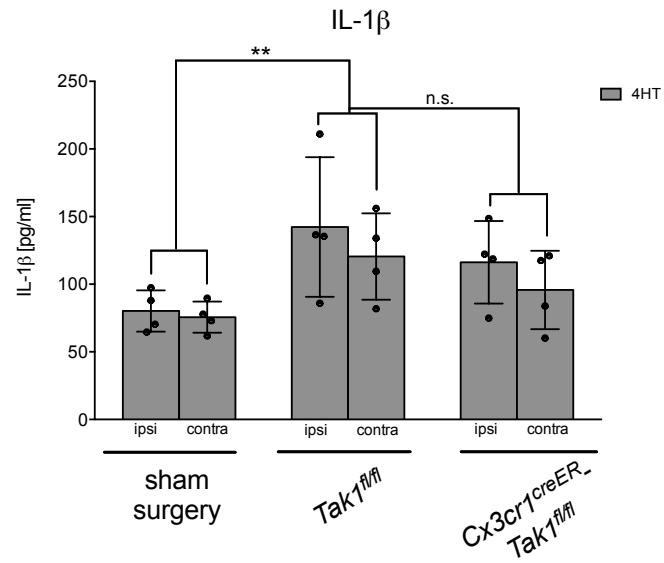 IL-1β
**
n.s.
4HT
IL-1β [pg/ml]
250
200
150
100
50
0
ipsi contra ipsi contra ipsi contra
sham
surgery
Tak1fl/fl
Cx3cr1creER-
Tak1fl/fl